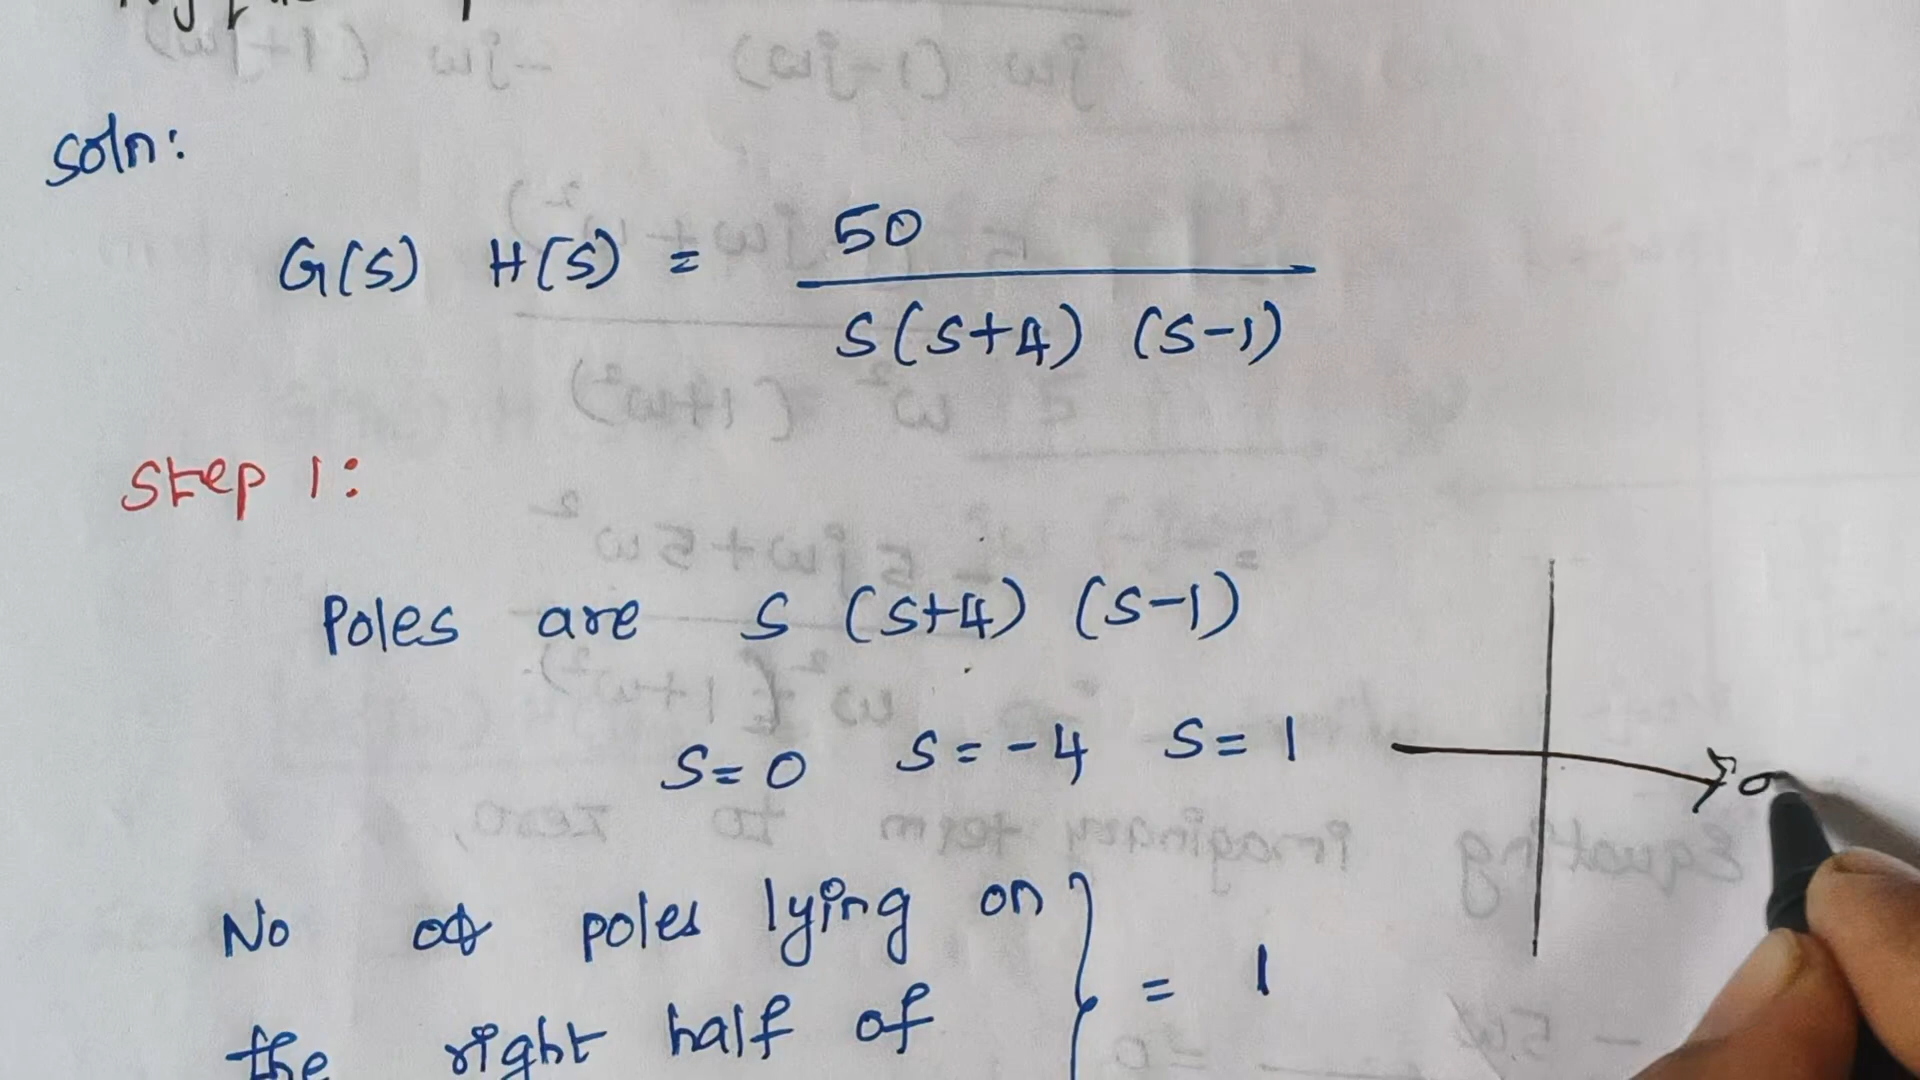 Soln:
G(S) H(S) = 50 / S(S+4) (S-1)
Step 1:
Poles are S (S+4) (S-1)
S=0 S=-4 S=1
σ
No of poles lying on
the right half of } = 1